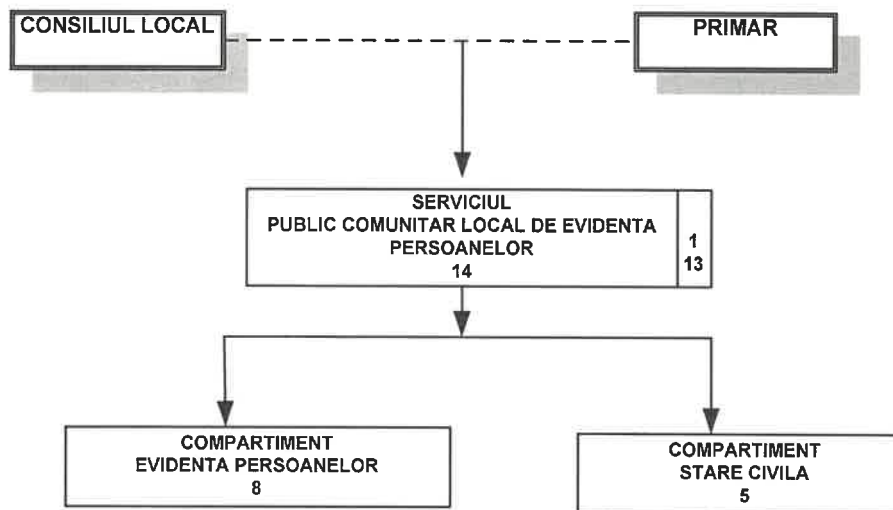 CONSILIUL LOCAL
PRIMAR
SERVICIUL
PUBLIC COMUNITAR LOCAL DE EVIDENTA
PERSOANELOR
14
1
13
COMPARTIMENT
EVIDENTA PERSOANELOR
8
COMPARTIMENT
STARE CIVILA
5